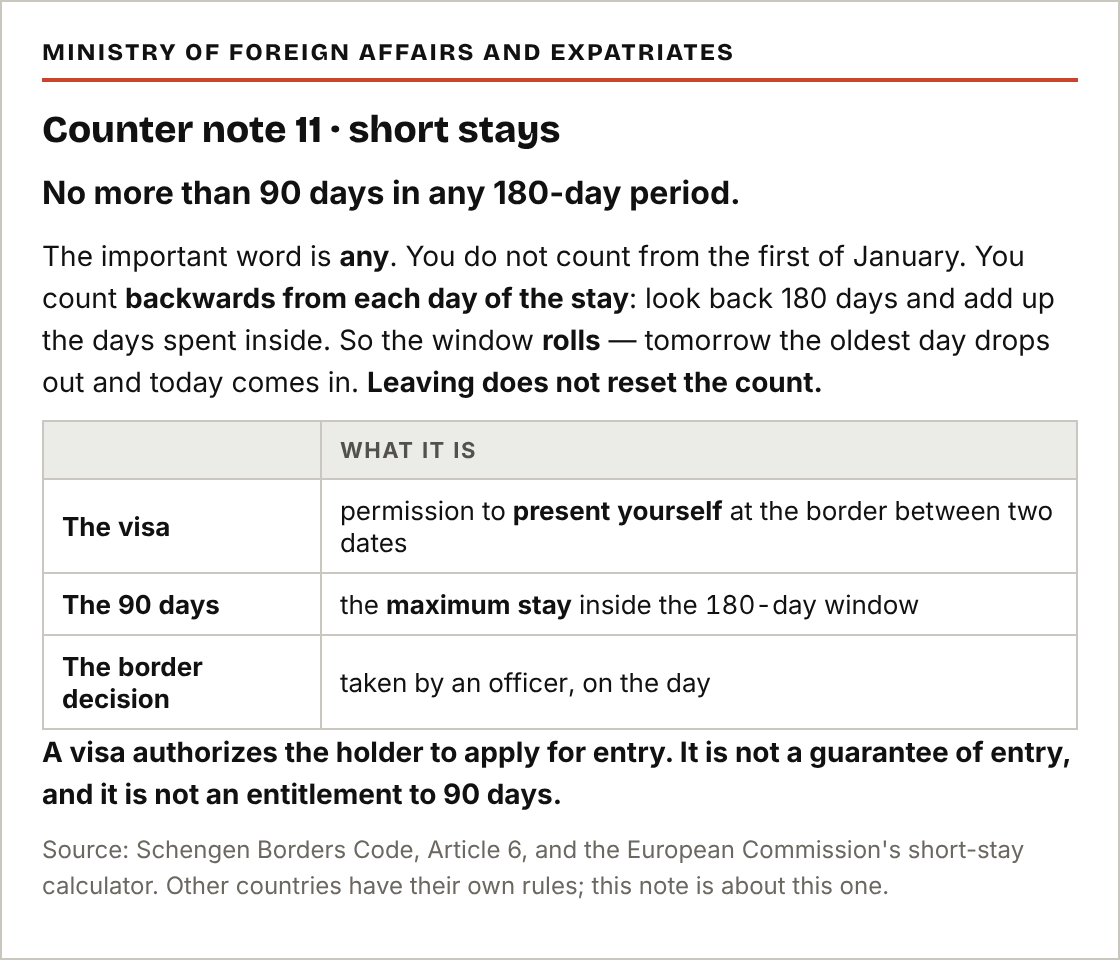 MINISTRY OF FOREIGN AFFAIRS AND EXPATRIATES
Counter note 11 · short stays
No more than 90 days in any 180-day period.
The important word is any. You do not count from the first of January. You
count backwards from each day of the stay: look back 180 days and add up
the days spent inside. So the window rolls — tomorrow the oldest day drops
out and today comes in. Leaving does not reset the count.
WHAT IT IS
The visa
permission to present yourself at the border between two
dates
The 90 days
the maximum stay inside the 180-day window
The border
decision
taken by an officer, on the day
A visa authorizes the holder to apply for entry. It is not a guarantee of entry,
and it is not an entitlement to 90 days.
Source: Schengen Borders Code, Article 6, and the European Commission's short-stay
calculator. Other countries have their own rules; this note is about this one.